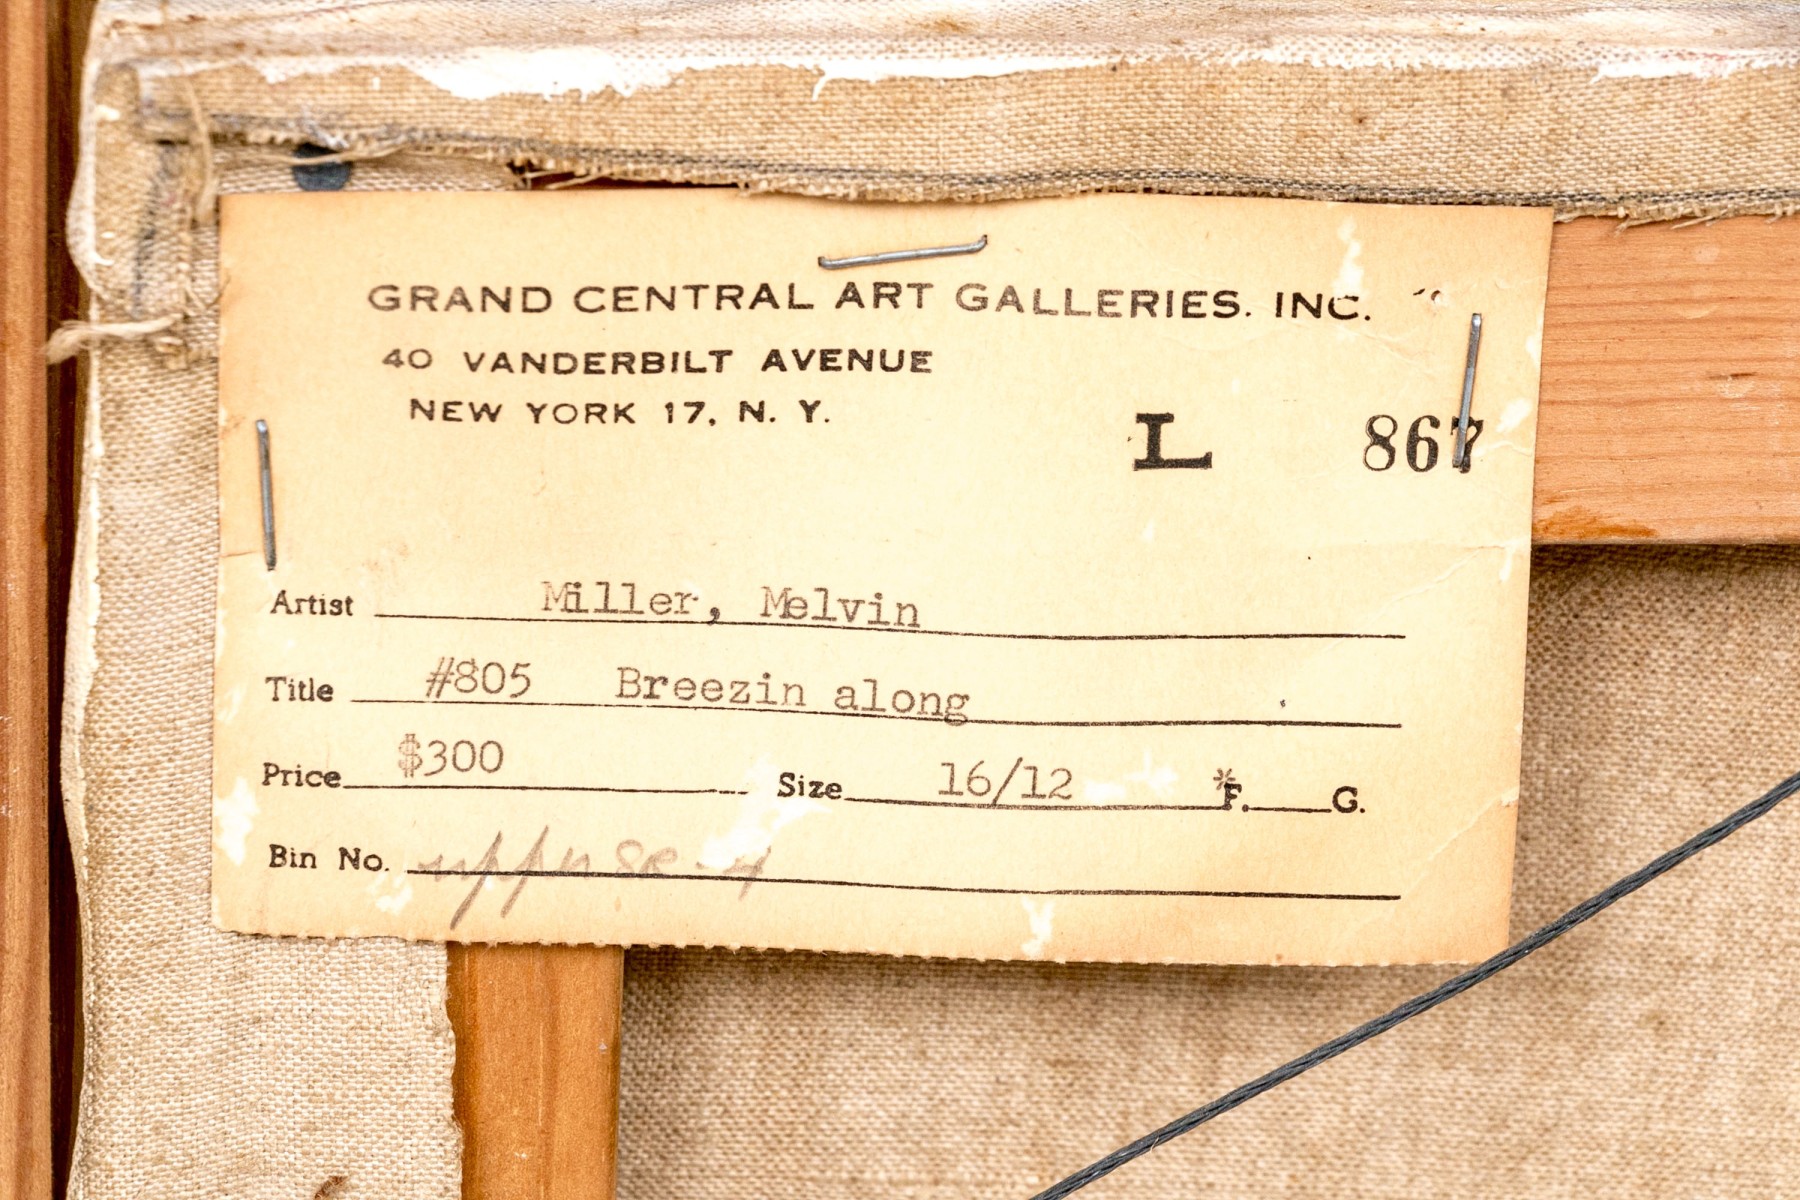 GRAND CENTRAL ART GALLERIES. INC.
40 VANDERBILT AVENUE
NEW YORK 17, N. Y.
L 867
Artist Miller, Melvin
Title #805 Breezin along
Price $300 Size 16/12 *F. G.
Bin No.